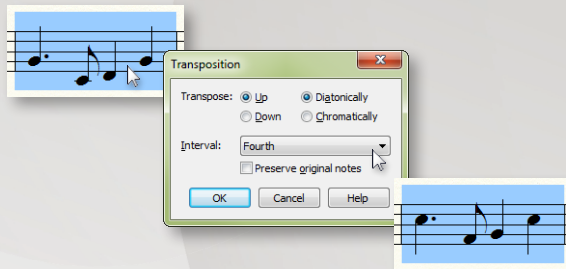 Transposition
Transpose: Up Diatonically
Down Chromatically
Interval: Fourth
Preserve original notes
OK Cancel Help